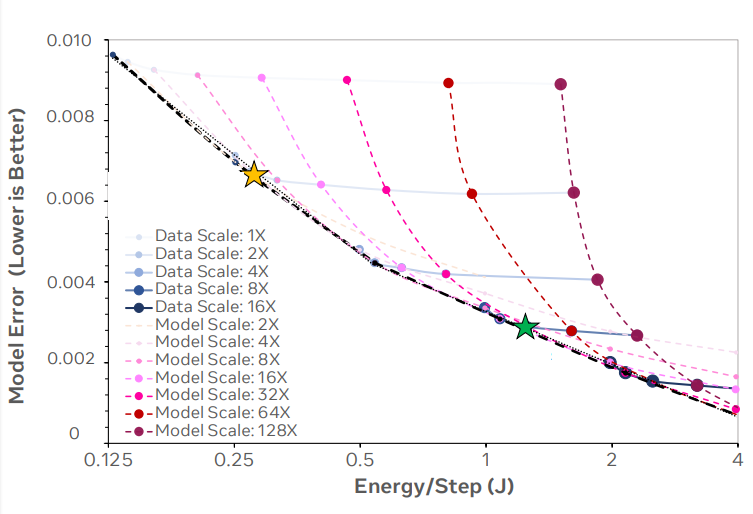 0.010
0.008
0.006
0.004
0.002
0
Model Error (Lower is Better)
Data Scale: 1X
Data Scale: 2X
Data Scale: 4X
Data Scale: 8X
Data Scale: 16X
Model Scale: 2X
Model Scale: 4X
Model Scale: 8X
Model Scale: 16X
Model Scale: 32X
Model Scale: 64X
Model Scale: 128X
0.125 0.25 0.5 1 2 4
Energy/Step (J)